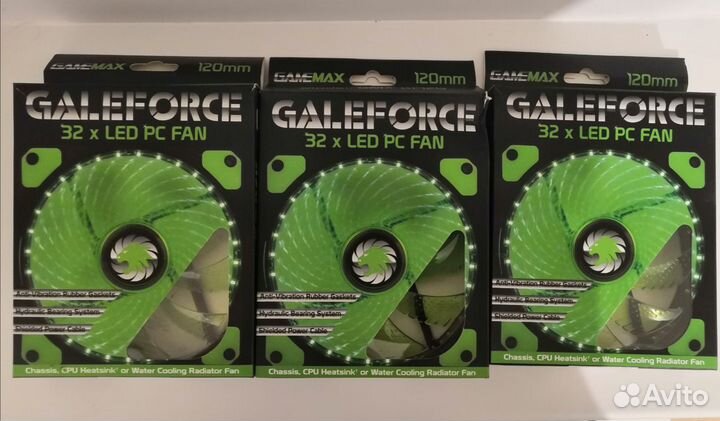 GAMEMAX 120mm
GALEFORCE
32 x LED PC FAN
Anti-Vibration Rubber Gaskets
Hydraulic Bearing System
Shielded Power Cable
Chassis, CPU Heatsink' or Water Cooling Radiator Fan
GAMEMAX 120mm
GALEFORCE
32 x LED PC FAN
Anti-Vibration Rubber Gaskets
Hydraulic Bearing System
Shielded Power Cable
Chassis, CPU Heatsink' or Water Cooling Radiator Fan
GAMEMAX 120mm
GALEFORCE
32 x LED PC FAN
Anti-Vibration Rubber Gaskets
Hydraulic Bearing System
Shielded Power Cable
Chassis, CPU Heatsink' or Water Cooling Radiator Fan
Avito